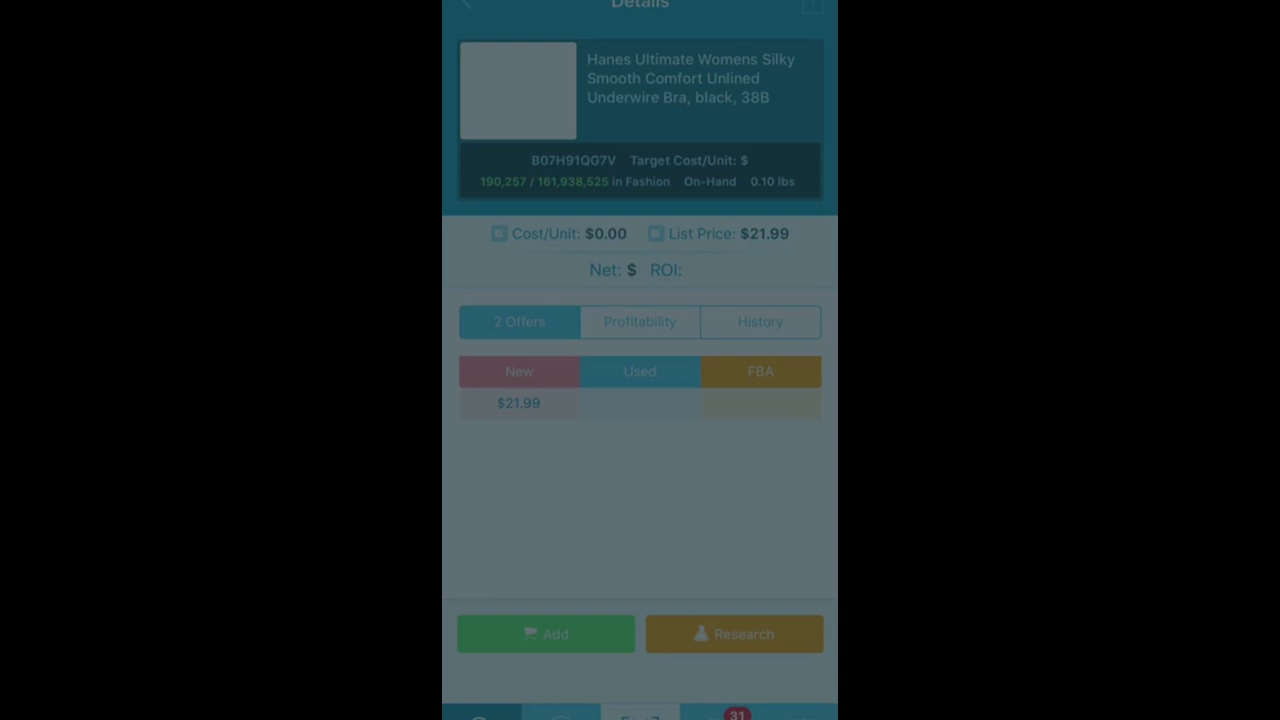 Details
Hanes Ultimate Womens Silky
Smooth Comfort Unlined
Underwire Bra, black, 38B
B07H91QG7V Target Cost/Unit: $
190,257 / 161,938,525 in Fashion On-Hand 0.10 lbs
Cost/Unit: $0.00 List Price: $21.99
Net: $ ROI:
2 Offers Profitability History
New Used FBA
$21.99
Add Research
31